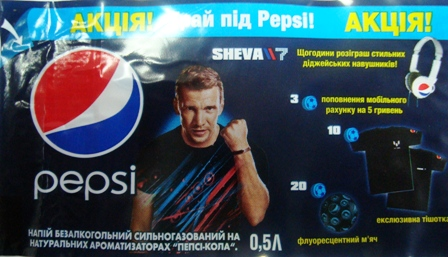 АКЦІЯ!
ай під Pepsi!
АКЦІЯ!
SHEVA 7
Щогодини розіграш стильних
діджейських навушників!
3
поповнення мобільного
рахунку на 5 гривень
10
pepsi
20
ексклюзивна тішотка
флуоресцентний м'яч
НАПІЙ БЕЗАЛКОГОЛЬНИЙ СИЛЬНОГАЗОВАНИЙ НА
НАТУРАЛЬНИХ АРОМАТИЗАТОРАХ "ПЕПСІ-КОЛА".
0,5Л